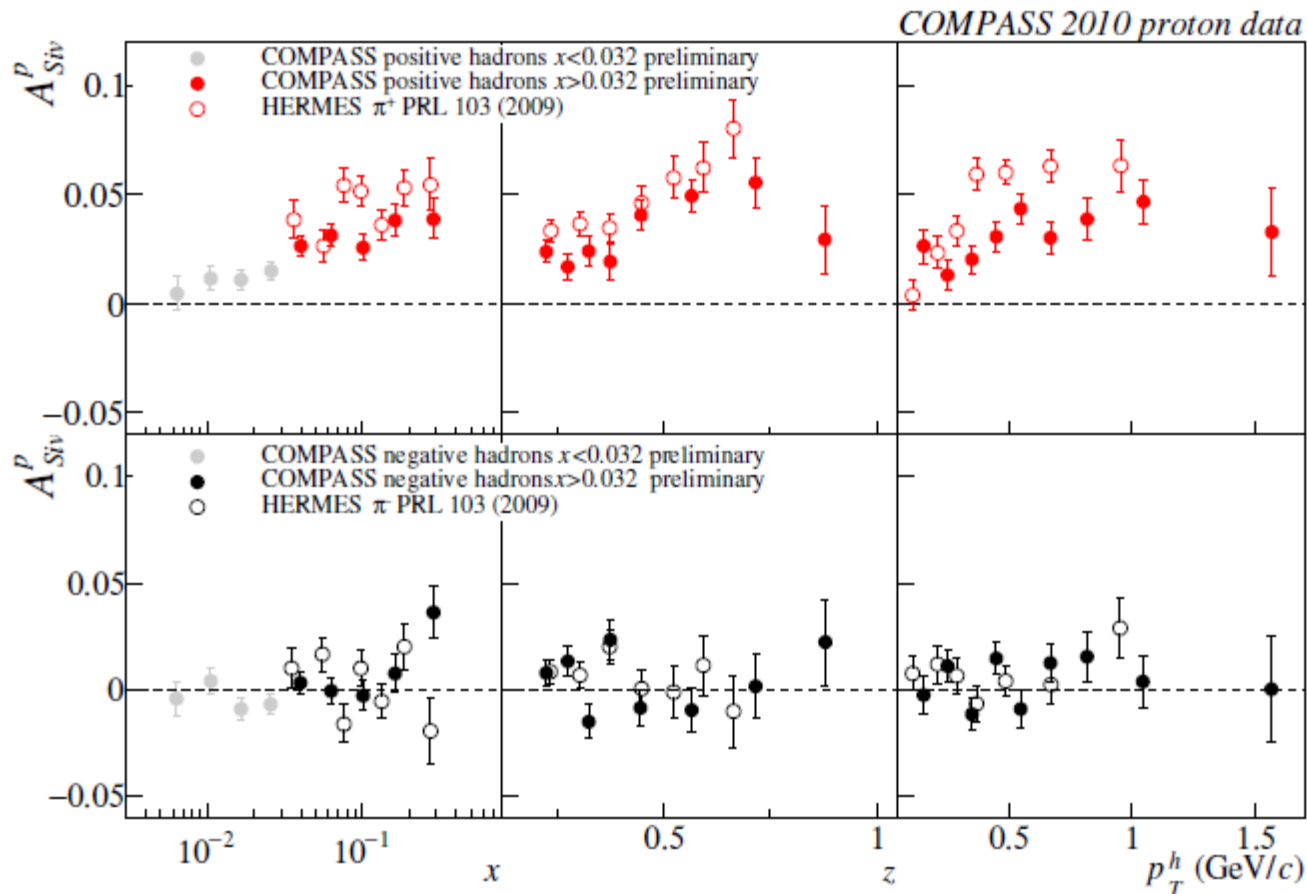 COMPASS 2010 proton data
A^p_Siv
COMPASS positive hadrons x<0.032 preliminary
COMPASS positive hadrons x>0.032 preliminary
HERMES π⁺ PRL 103 (2009)
0.1
0.05
0
−0.05
A^p_Siv
COMPASS negative hadrons x<0.032 preliminary
COMPASS negative hadrons x>0.032 preliminary
HERMES π⁻ PRL 103 (2009)
0.1
0.05
0
−0.05
10⁻² 10⁻¹ 0.5 1 0.5 1 1.5
x z p^h_T (GeV/c)